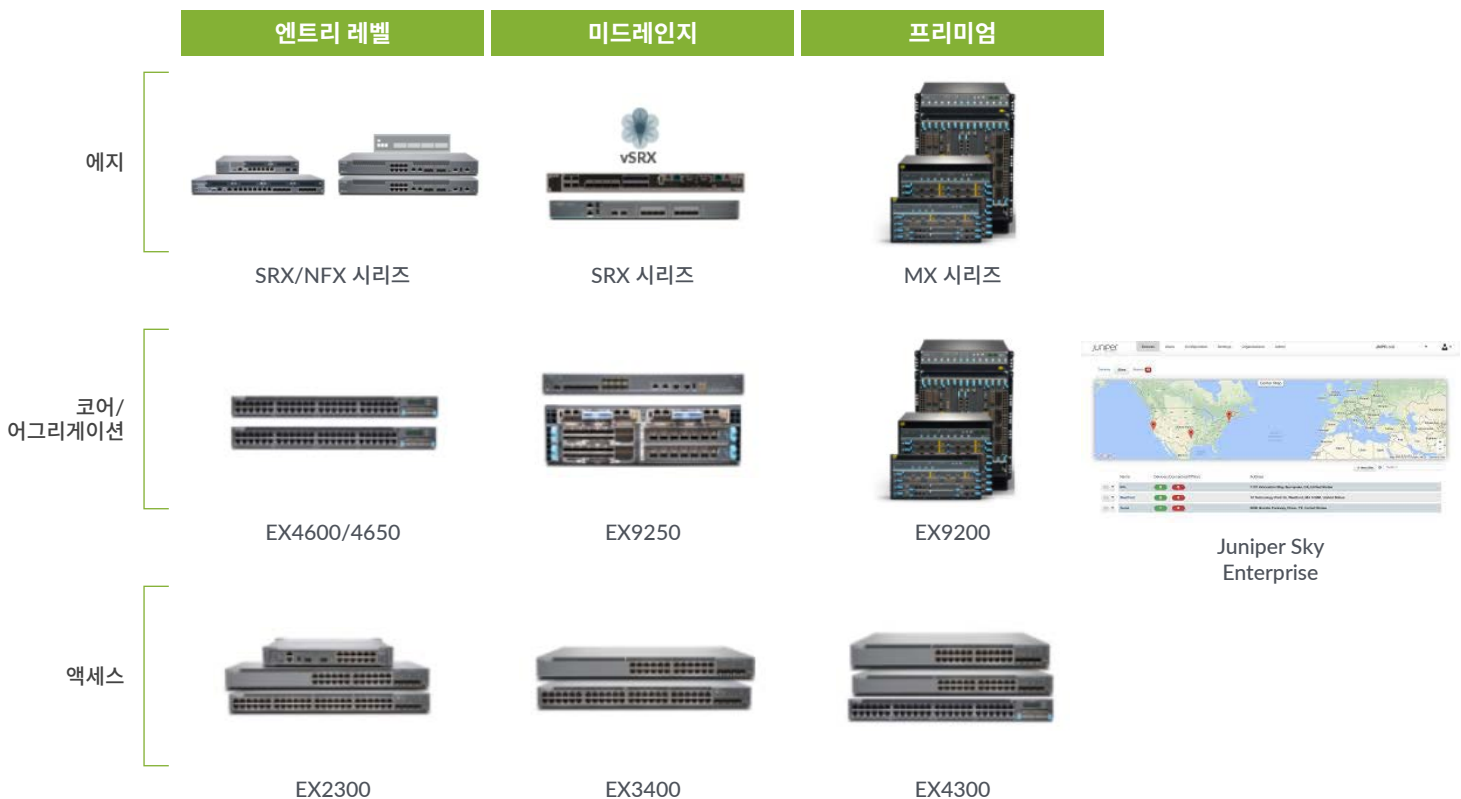 엔트리 레벨
미드레인지
프리미엄
에지
vSRX
SRX/NFX 시리즈
SRX 시리즈
MX 시리즈
코어/
어그리게이션
EX4600/4650
EX9250
EX9200
juniper
Juniper Sky
Enterprise
액세스
EX2300
EX3400
EX4300